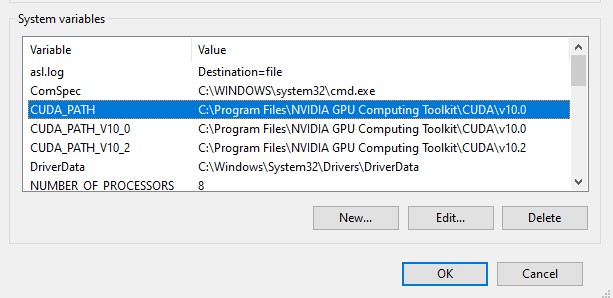 System variables
Variable Value
asl.log Destination=file
ComSpec C:\WINDOWS\system32\cmd.exe
CUDA_PATH C:\Program Files\NVIDIA GPU Computing Toolkit\CUDA\v10.0
CUDA_PATH_V10_0 C:\Program Files\NVIDIA GPU Computing Toolkit\CUDA\v10.0
CUDA_PATH_V10_2 C:\Program Files\NVIDIA GPU Computing Toolkit\CUDA\v10.2
DriverData C:\Windows\System32\Drivers\DriverData
NUMBER_OF_PROCESSORS 8
New... Edit... Delete
OK Cancel